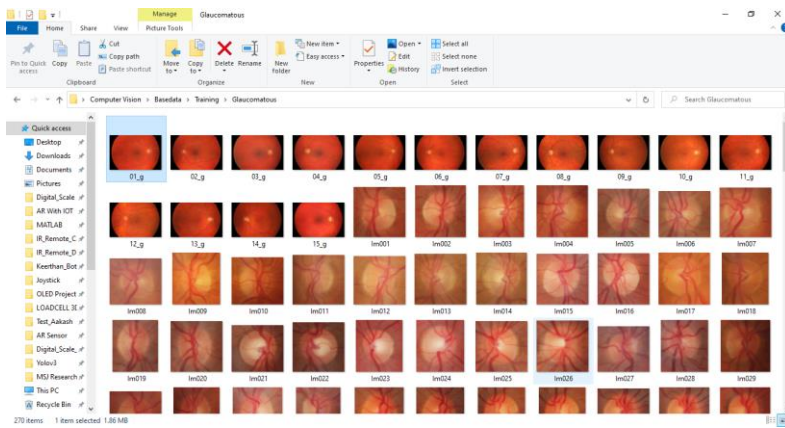 Manage
Glaucomatous
File
Home
Share
View
Picture Tools
Pin to Quick access
Copy
Paste
Cut
Copy path
Paste shortcut
Clipboard
Move to
Copy to
Delete
Rename
Organize
New folder
New item
Easy access
New
Properties
Open
Edit
History
Open
Select all
Select none
Invert selection
Select
Computer Vision > Basedata > Training > Glaucomatous
Search Glaucomatous
Quick access
Desktop
Downloads
Documents
Pictures
Digital_Scale
AR With IOT
MATLAB
IR_Remote_C
IR_Remote_D
Keerthan_Bot
Joystick
OLED Project
LOADCELL 3E
Test_Aakash
AR Sensor
Digital_Scale_
Yolov3
MSJ Research
This PC
Recycle Bin
01_g 02_g 03_g 04_g 05_g 06_g 07_g 08_g 09_g 10_g 11_g
12_g 13_g 14_g 15_g Im001 Im002 Im003 Im004 Im005 Im006 Im007
Im008 Im009 Im010 Im011 Im012 Im013 Im014 Im015 Im016 Im017 Im018
Im019 Im020 Im021 Im022 Im023 Im024 Im025 Im026 Im027 Im028 Im029
270 items 1 item selected 1.86 MB